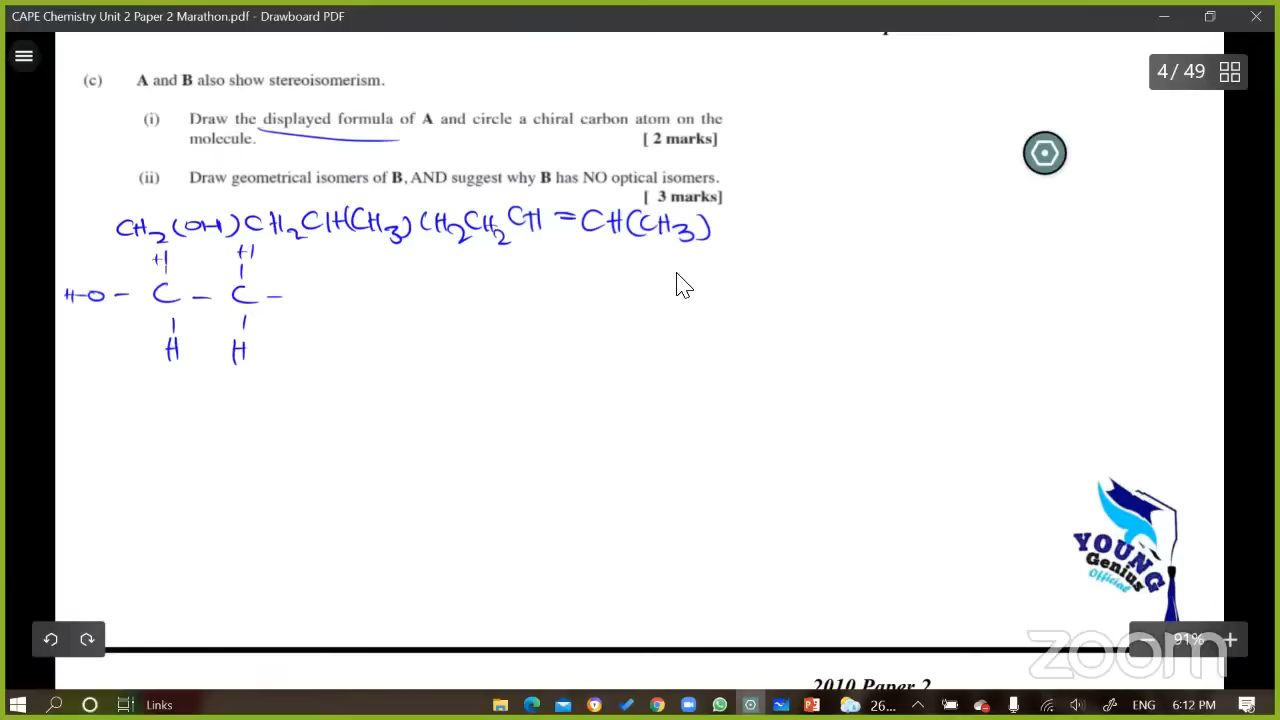 CAPE Chemistry Unit 2 Paper 2 Marathon.pdf - Drawboard PDF
4 / 49
(c) A and B also show stereoisomerism.
(i) Draw the displayed formula of A and circle a chiral carbon atom on the
molecule. [ 2 marks]
(ii) Draw geometrical isomers of B, AND suggest why B has NO optical isomers.
[ 3 marks]
CH2(OH)CH2CH(CH3)CH2CH2CH=CH(CH3)
H H
H-O - C - C -
H H
YOUNG
Genius
Official
91%
zoom
2010 Paper 2
Links
26...
ENG
6:12 PM